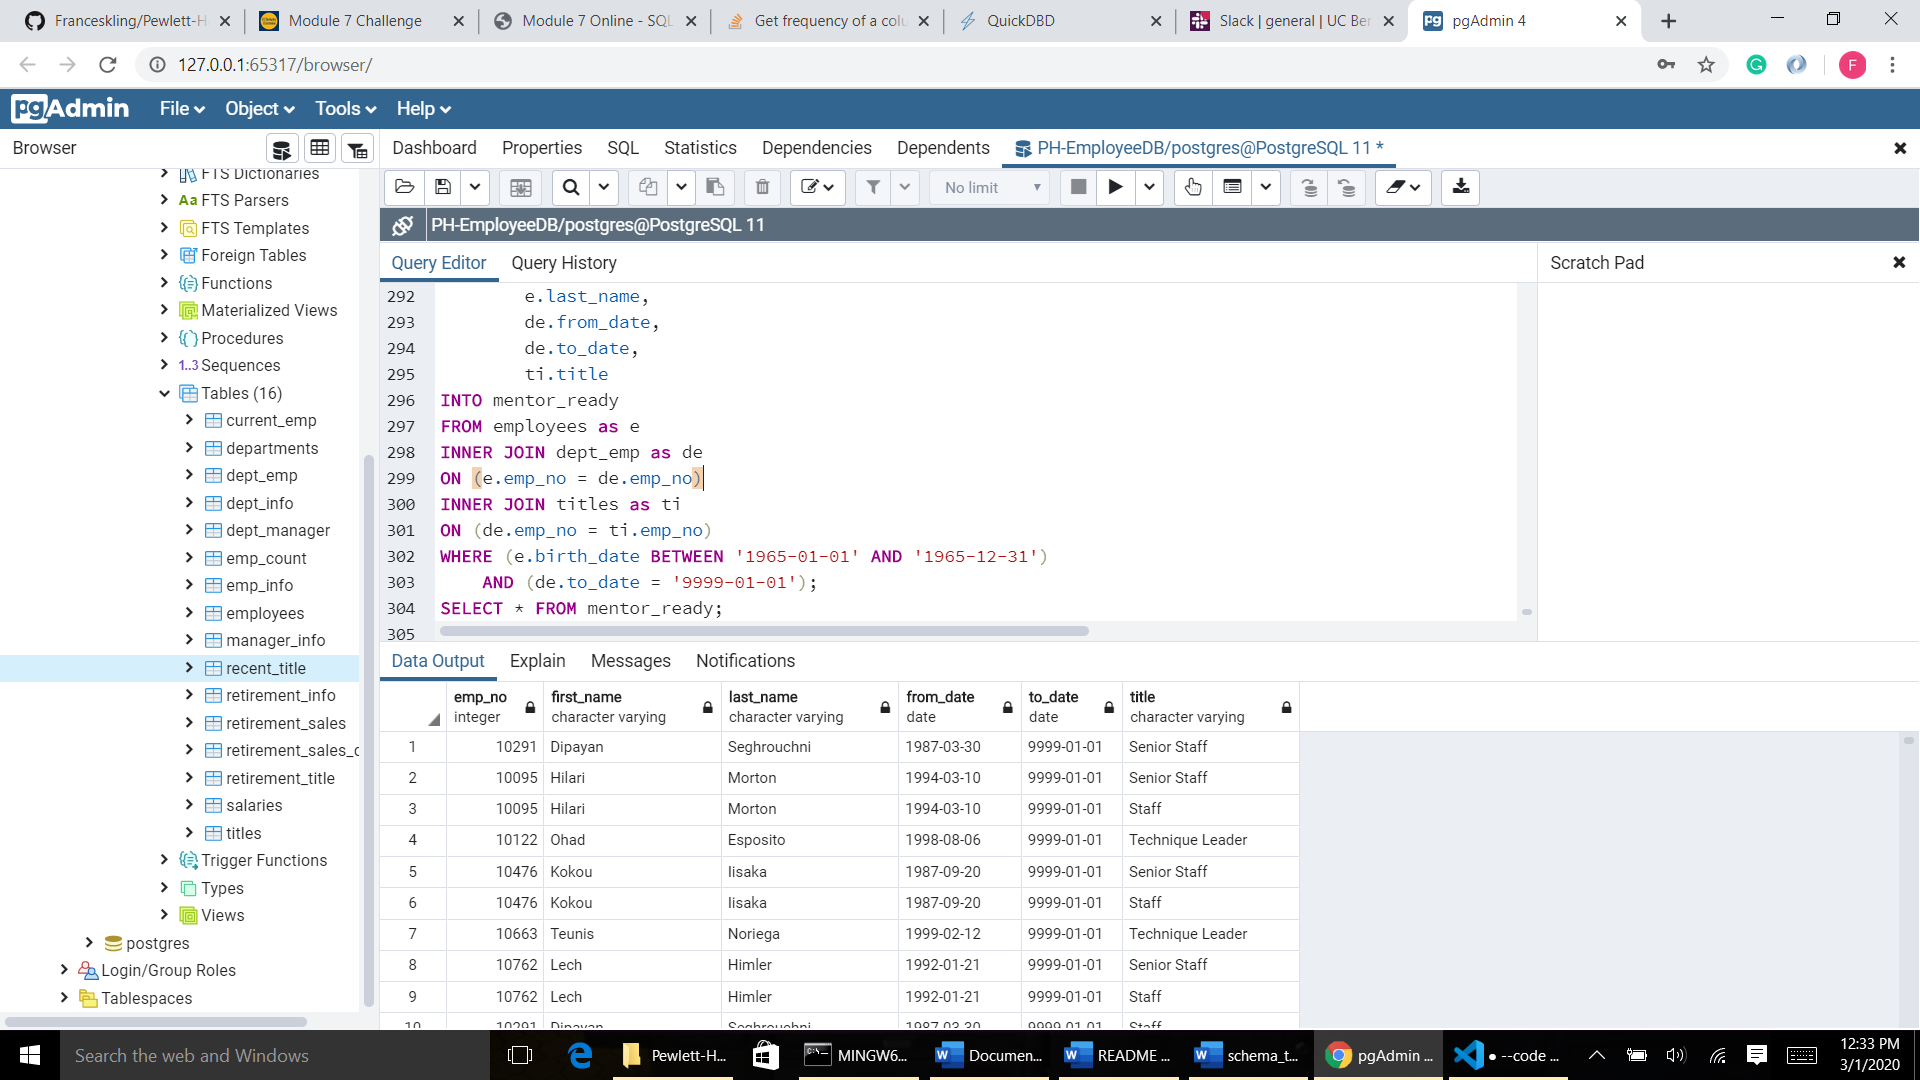 Franceskling/Pewlett-H
Module 7 Challenge
Module 7 Online - SQL
Get frequency of a colu
QuickDBD
Slack | general | UC Ber
pgAdmin 4
127.0.0.1:65317/browser/
F
pgAdmin
File
Object
Tools
Help
Browser
Dashboard
Properties
SQL
Statistics
Dependencies
Dependents
PH-EmployeeDB/postgres@PostgreSQL 11 *
No limit
PH-EmployeeDB/postgres@PostgreSQL 11
FTS Dictionaries
FTS Parsers
FTS Templates
Foreign Tables
Functions
Materialized Views
Procedures
1..3 Sequences
Tables (16)
current_emp
departments
dept_emp
dept_info
dept_manager
emp_count
emp_info
employees
manager_info
recent_title
retirement_info
retirement_sales
retirement_sales_c
retirement_title
salaries
titles
Trigger Functions
Types
Views
postgres
Login/Group Roles
Tablespaces
Query Editor
Query History
Scratch Pad
292 e.last_name,
293 de.from_date,
294 de.to_date,
295 ti.title
296 INTO mentor_ready
297 FROM employees as e
298 INNER JOIN dept_emp as de
299 ON (e.emp_no = de.emp_no)
300 INNER JOIN titles as ti
301 ON (de.emp_no = ti.emp_no)
302 WHERE (e.birth_date BETWEEN '1965-01-01' AND '1965-12-31')
303 AND (de.to_date = '9999-01-01');
304 SELECT * FROM mentor_ready;
305
Data Output
Explain
Messages
Notifications
emp_no first_name last_name from_date to_date title
integer character varying character varying date date character varying
1 10291 Dipayan Seghrouchni 1987-03-30 9999-01-01 Senior Staff
2 10095 Hilari Morton 1994-03-10 9999-01-01 Senior Staff
3 10095 Hilari Morton 1994-03-10 9999-01-01 Staff
4 10122 Ohad Esposito 1998-08-06 9999-01-01 Technique Leader
5 10476 Kokou Iisaka 1987-09-20 9999-01-01 Senior Staff
6 10476 Kokou Iisaka 1987-09-20 9999-01-01 Staff
7 10663 Teunis Noriega 1999-02-12 9999-01-01 Technique Leader
8 10762 Lech Himler 1992-01-21 9999-01-01 Senior Staff
9 10762 Lech Himler 1992-01-21 9999-01-01 Staff
10 10291 Dipayan Seghrouchni 1987-03-30 9999-01-01 Staff
Search the web and Windows
Pewlett-H...
MINGW6...
Documen...
README ...
schema_t...
pgAdmin ...
● --code ...
12:33 PM
3/1/2020